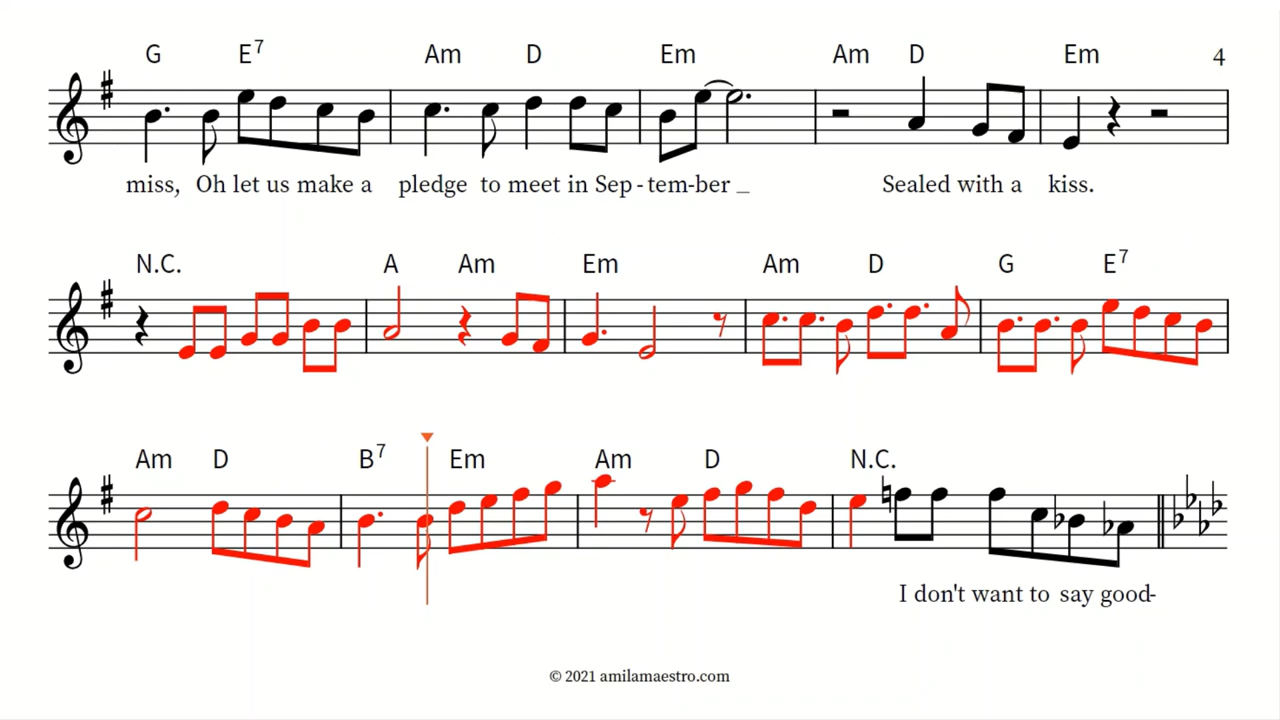 G E7 Am D Em Am D Em 4
miss, Oh let us make a pledge to meet in Sep - tem-ber _ Sealed with a kiss.
N.C. A Am Em Am D G E7
Am D B7 Em Am D N.C.
I don't want to say good-
© 2021 amilamaestro.com